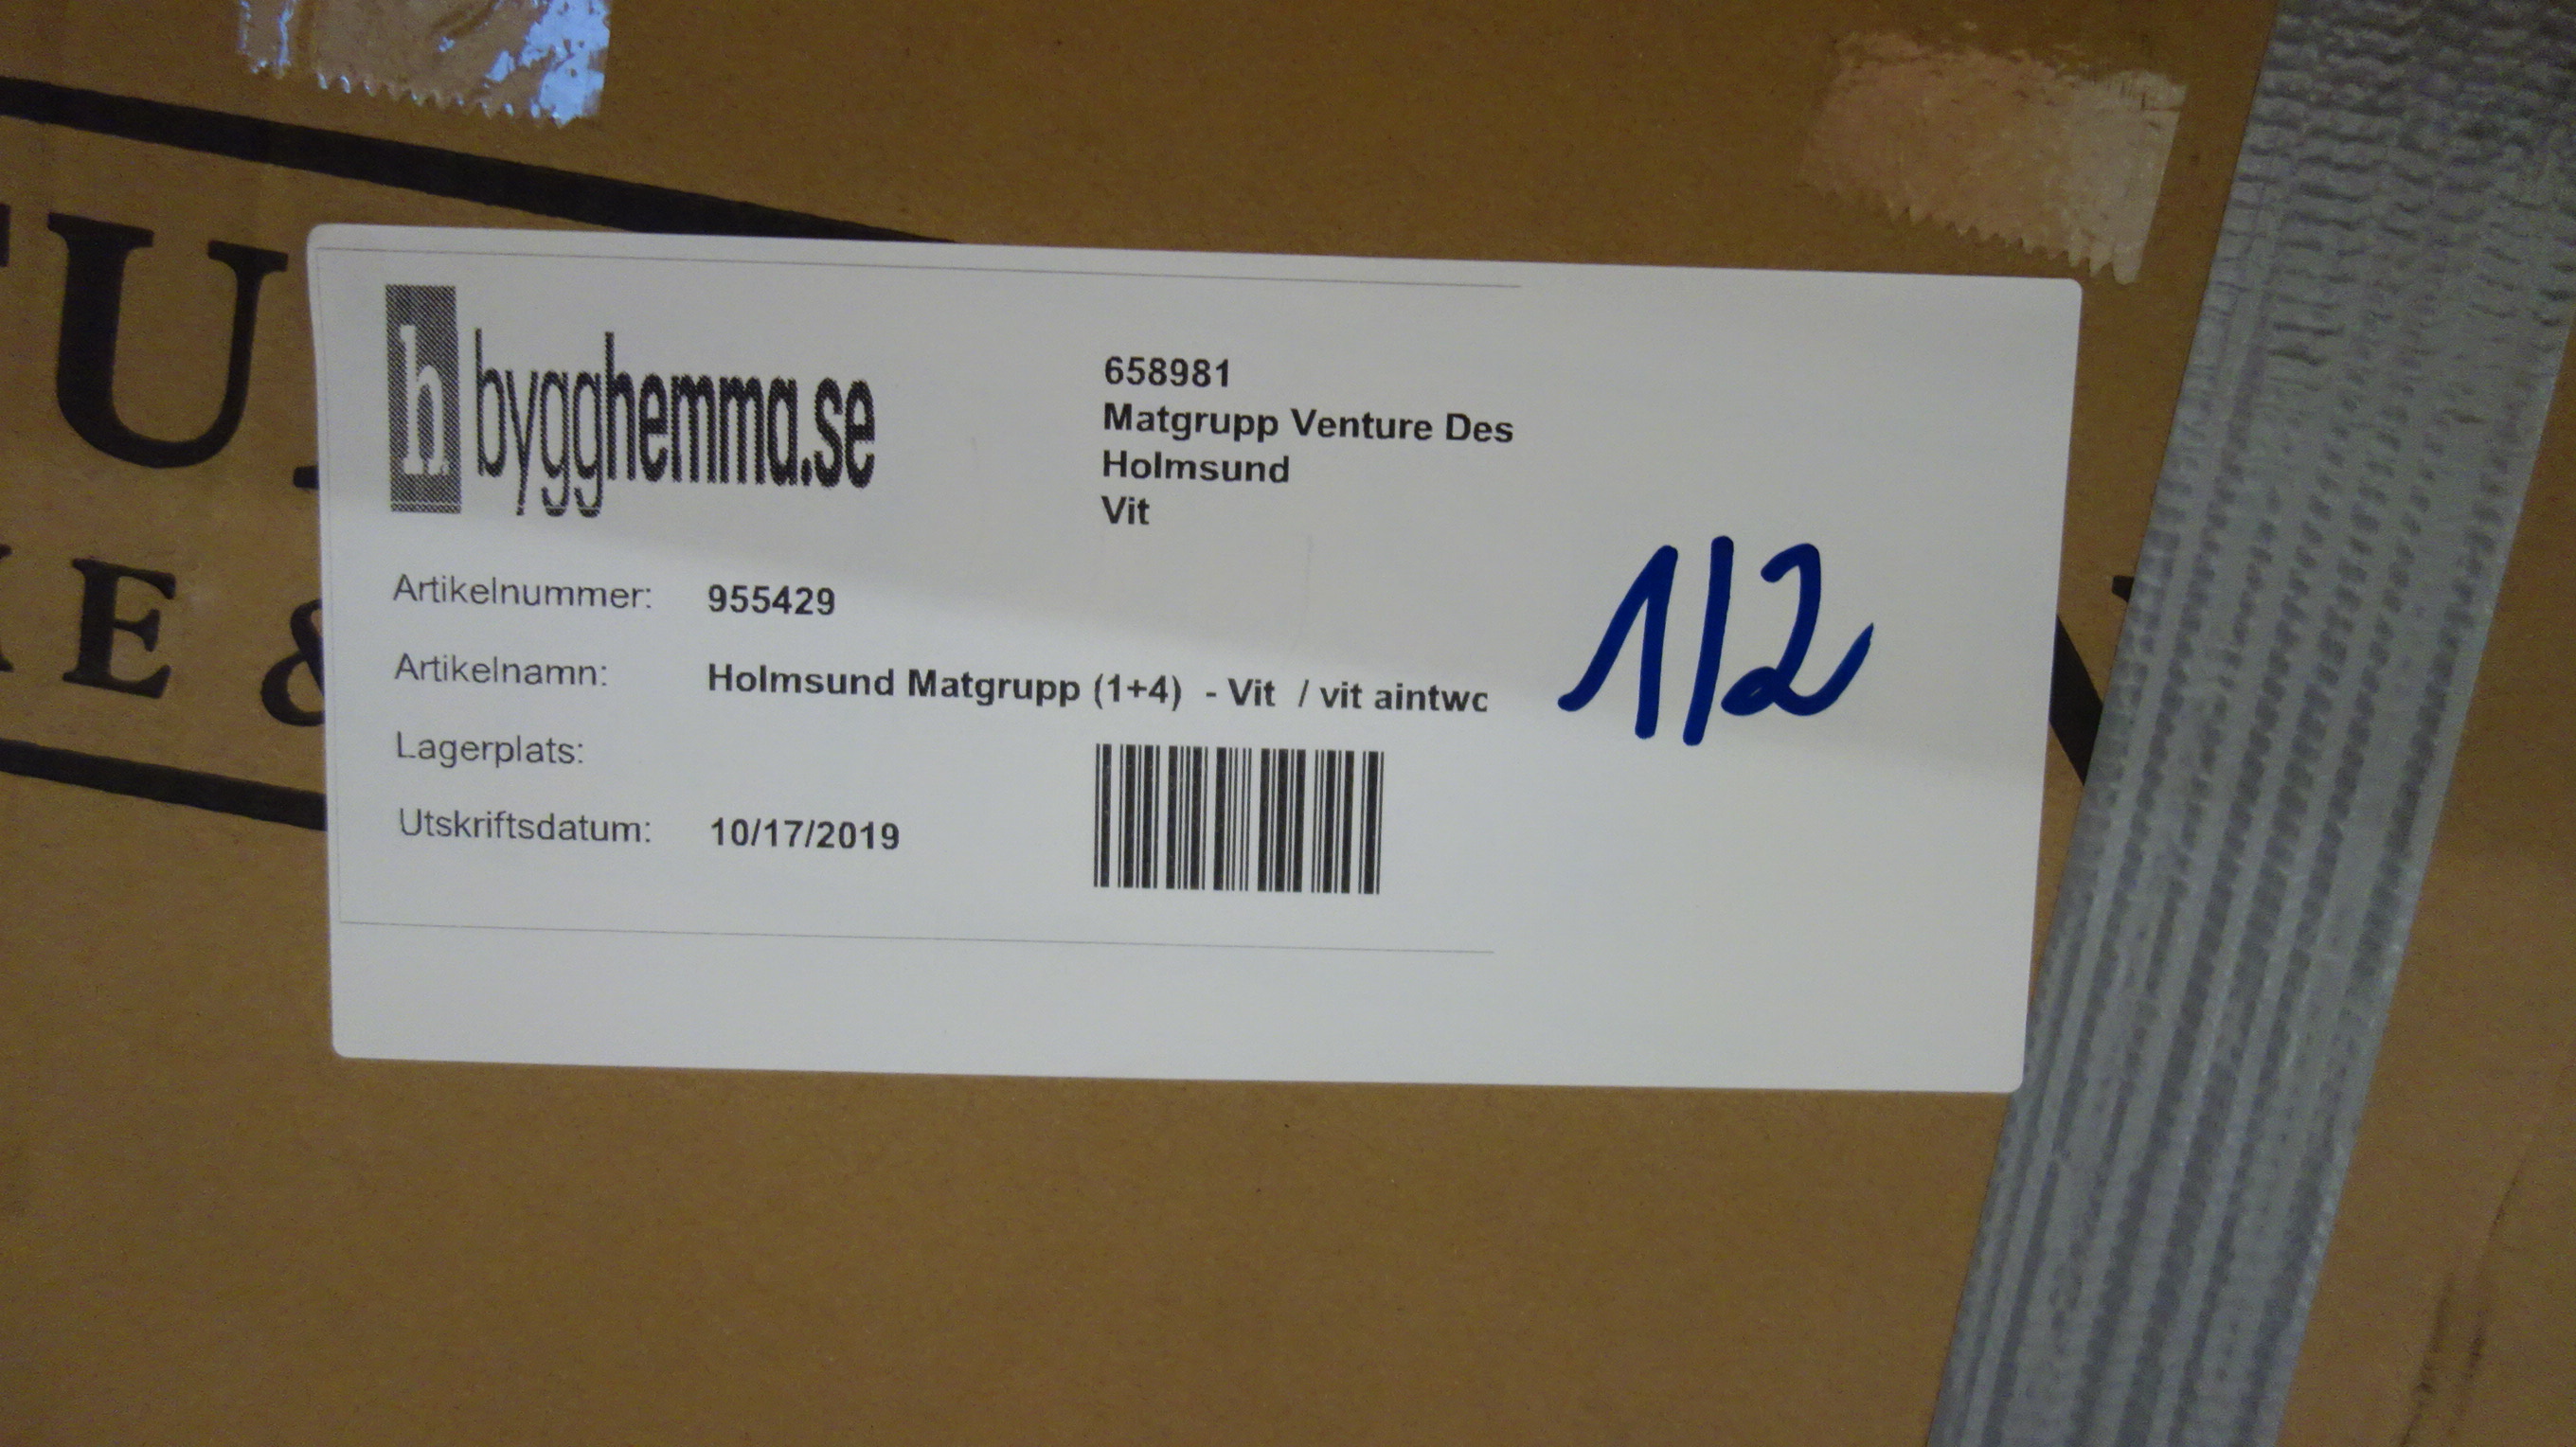 TU
E &
bygghemma.se
658981
Matgrupp Venture Des
Holmsund
Vit
1/2
Artikelnummer: 955429
Artikelnamn: Holmsund Matgrupp (1+4) - Vit / vit aintwc
Lagerplats:
Utskriftsdatum: 10/17/2019